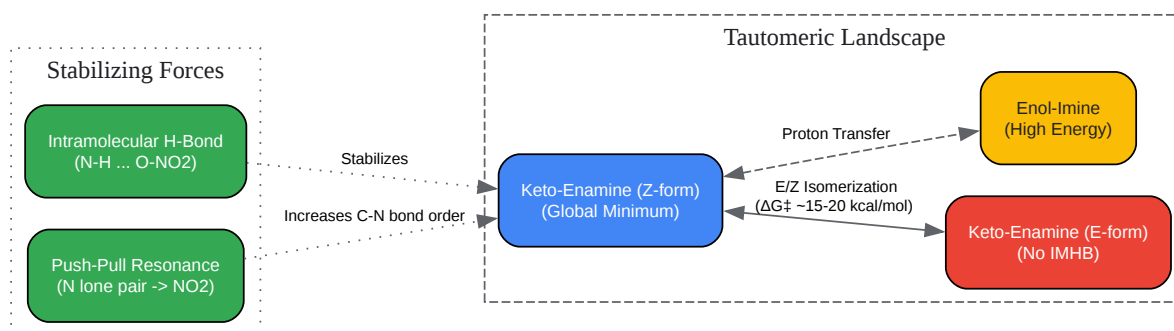 Stabilizing Forces
Intramolecular H-Bond
(N-H ... O-NO2)
Push-Pull Resonance
(N lone pair -> NO2)
Stabilizes
Increases C-N bond order
Tautomeric Landscape
Keto-Enamine (Z-form)
(Global Minimum)
Proton Transfer
E/Z Isomerization
(ΔG‡ ~15-20 kcal/mol)
Enol-Imine
(High Energy)
Keto-Enamine (E-form)
(No IMHB)